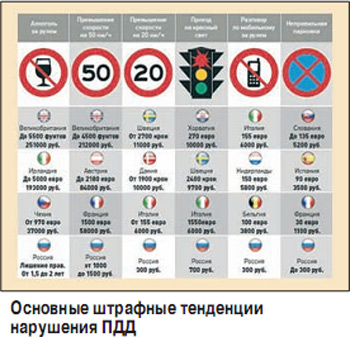 Алкоголь за рулем
Превышение скорости на 50 км/ч
Превышение скорости на 20 км/ч
Проезд на красный свет
Разговор по мобильному за рулем
Неправильная парковка
50
20
Великобритания До 5500 фунтов 251000 руб
Великобритания До 4500 фунтов 212000 руб
Швеция От 2700 крон 11000 руб
Хорватия 270 евро 10000 руб
Италия 155 евро 6000 руб
Словакия До 135 евро 5200 руб
Ирландия До 5000 евро 193000 руб
Австрия До 2180 евро 84000 руб
Дания От 1900 крон 10000 руб
Швеция 2400 крон 9700 руб
Нидерланды 150 евро 5800 руб
Испания 90 евро 3500 руб
Чехия От 970 евро 37000 руб
Франция 1500 евро 58000 руб
Италия От 155 евро 6000 руб
Италия 155 евро 6000 руб
Бельгия 100 евро 3800 руб
Франция 30 евро 1100 руб
Россия Лишение прав. От 1,5 до 2 лет
Россия от 1000 до 1500 руб
Россия 300 руб
Россия 700 руб
Россия 300 руб
Россия До 300 руб
Основные штрафные тенденции
нарушения ПДД